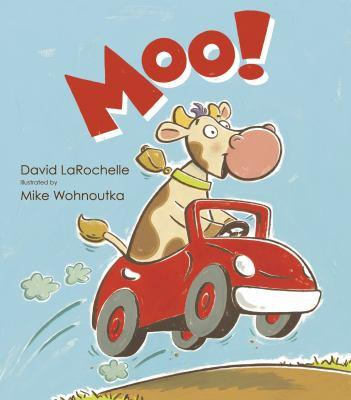 Moo!
David LaRochelle
Illustrated by
Mike Wohnoutka